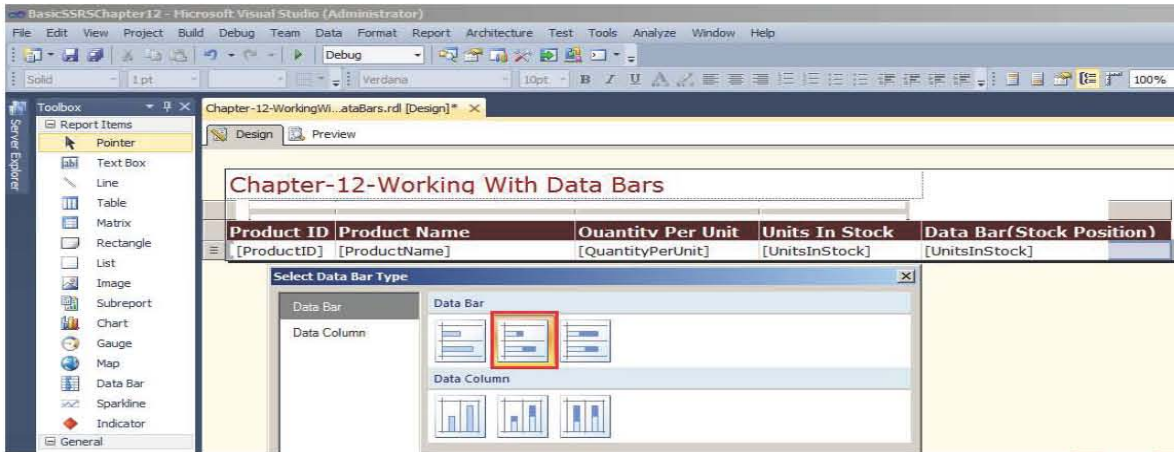 BasicSSRSChapter12 - Microsoft Visual Studio (Administrator)
File Edit View Project Build Debug Team Data Format Report Architecture Test Tools Analyze Window Help
Debug
Solid 1 pt Verdana 10pt B I U A 100%
Server Explorer
Toolbox
Chapter-12-WorkingWi...ataBars.rdl [Design]*
Report Items
Pointer
Text Box
Line
Table
Matrix
Rectangle
List
Image
Subreport
Chart
Gauge
Map
Data Bar
Sparkline
Indicator
General
Design Preview
Chapter-12-Working With Data Bars
Product ID Product Name Quantity Per Unit Units In Stock Data Bar(Stock Position)
[ProductID] [ProductName] [QuantityPerUnit] [UnitsInStock] [UnitsInStock]
Select Data Bar Type
Data Bar
Data Column
Data Bar
Data Column